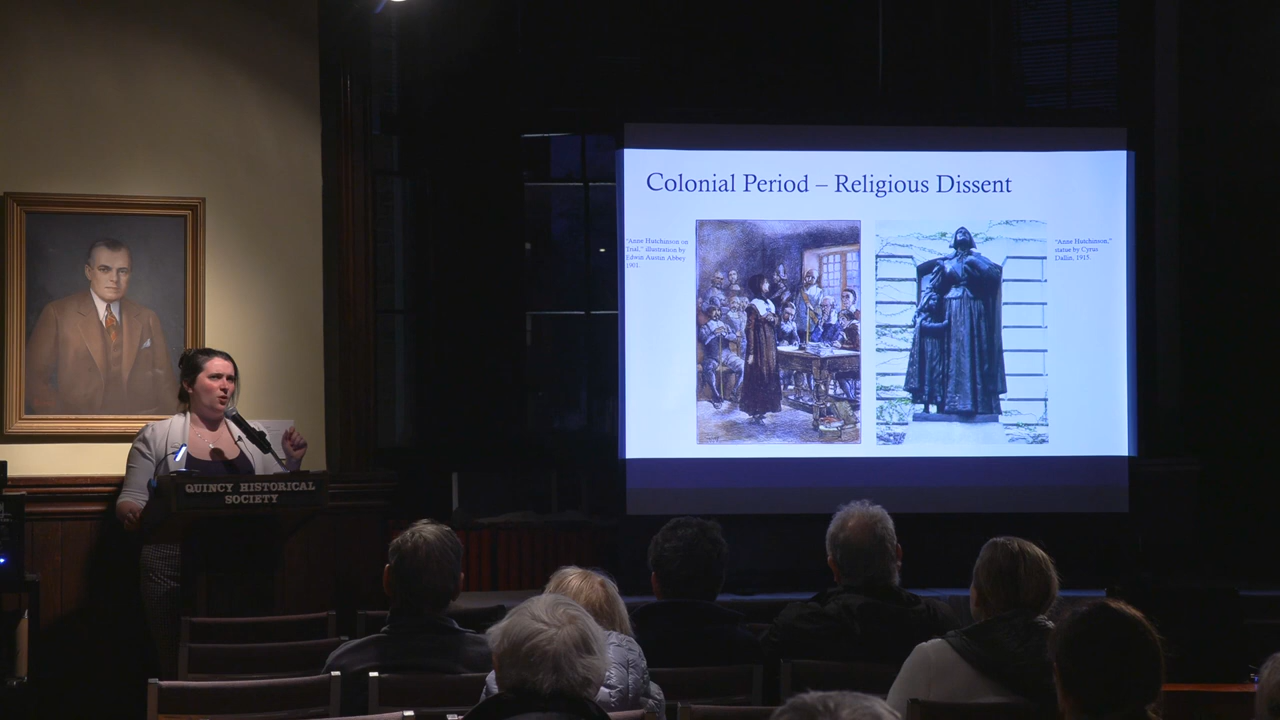 Colonial Period – Religious Dissent
"Anne Hutchinson on
Trial," illustration by
Edwin Austin Abbey
1901.
"Anne Hutchinson,"
statue by Cyrus
Dallin, 1915.
QUINCY HISTORICAL
SOCIETY